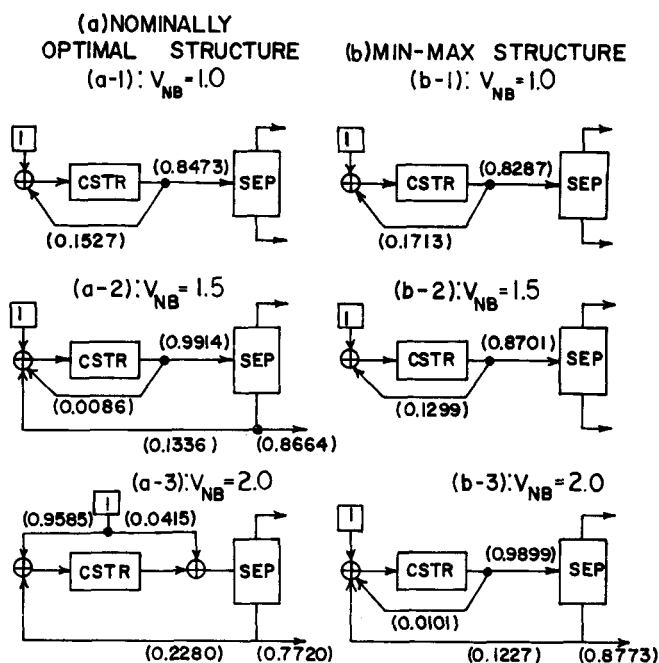 (a)NOMINALLY
OPTIMAL STRUCTURE
(a-1): V_NB=1.0
1
CSTR
(0.8473)
SEP
(0.1527)
(a-2):V_NB=1.5
1
CSTR
(0.9914)
SEP
(0.0086)
(0.1336) (0.8664)
(a-3):V_NB=2.0
1
(0.9585) (0.0415)
CSTR
SEP
(0.2280) (0.7720)
(b)MIN-MAX STRUCTURE
(b-1): V_NB=1.0
1
CSTR
(0.8287)
SEP
(0.1713)
(b-2):V_NB=1.5
1
CSTR
(0.8701)
SEP
(0.1299)
(b-3):V_NB=2.0
1
CSTR
(0.9899)
SEP
(0.0101)
(0.1227) (0.8773)